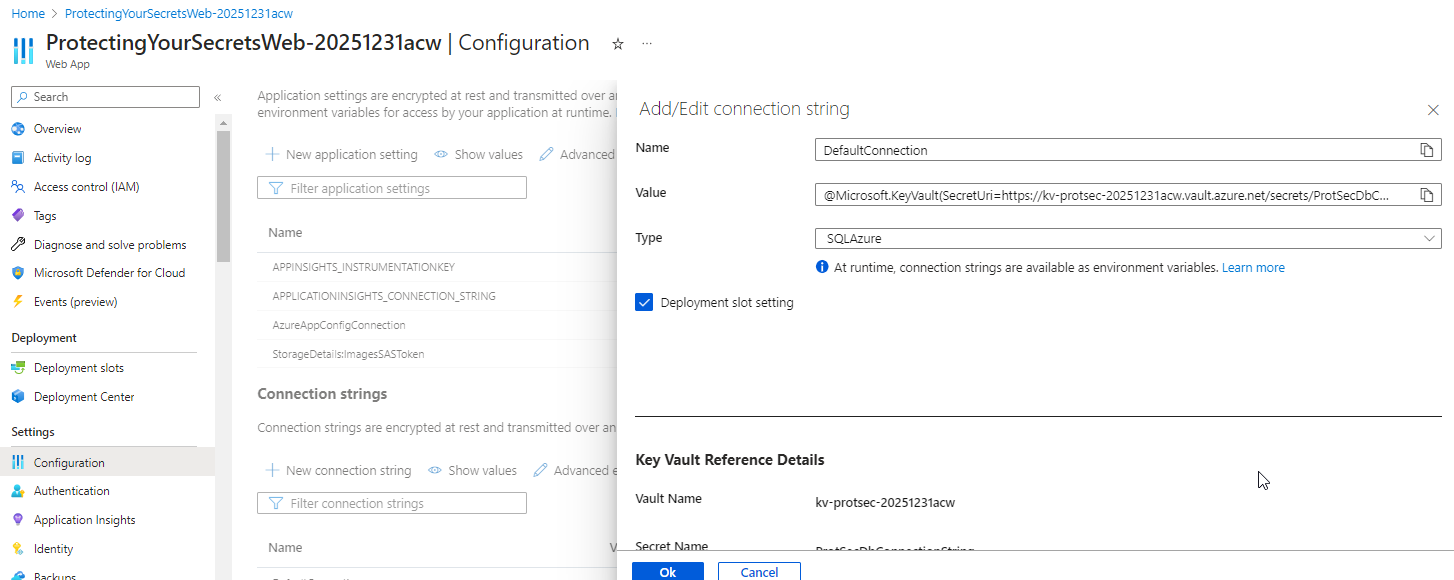 Home > ProtectingYourSecretsWeb-20251231acw
ProtectingYourSecretsWeb-20251231acw | Configuration
Web App
Search
Overview
Activity log
Access control (IAM)
Tags
Diagnose and solve problems
Microsoft Defender for Cloud
Events (preview)
Deployment
Deployment slots
Deployment Center
Settings
Configuration
Authentication
Application Insights
Identity
Backups
Application settings are encrypted at rest and transmitted over an
environment variables for access by your application at runtime.
New application setting Show values Advanced
Filter application settings
Name
APPINSIGHTS_INSTRUMENTATIONKEY
APPLICATIONINSIGHTS_CONNECTION_STRING
AzureAppConfigConnection
StorageDetails:ImagesSASToken
Connection strings
Connection strings are encrypted at rest and transmitted over an
New connection string Show values Advanced e
Filter connection strings
Name V
Add/Edit connection string
Name
DefaultConnection
Value
@Microsoft.KeyVault(SecretUri=https://kv-protsec-20251231acw.vault.azure.net/secrets/ProtSecDbC...
Type
SQLAzure
At runtime, connection strings are available as environment variables. Learn more
Deployment slot setting
Key Vault Reference Details
Vault Name
kv-protsec-20251231acw
Secret Name
ProtSecDbConnectionString
Ok Cancel